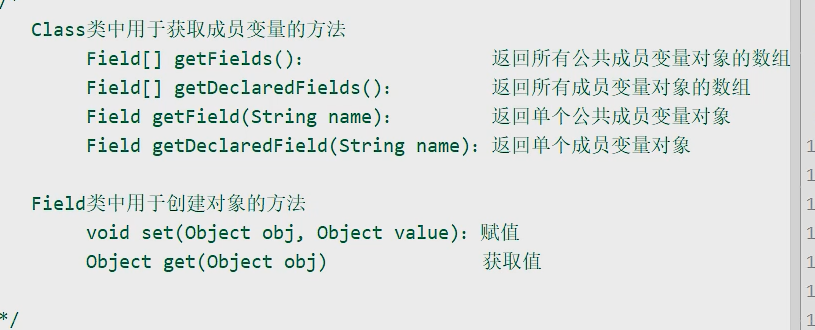 /*
Class类中用于获取成员变量的方法
Field[] getFields(): 返回所有公共成员变量对象的数组
Field[] getDeclaredFields(): 返回所有成员变量对象的数组
Field getField(String name): 返回单个公共成员变量对象
Field getDeclaredField(String name): 返回单个成员变量对象
Field类中用于创建对象的方法
void set(Object obj, Object value): 赋值
Object get(Object obj) 获取值
*/